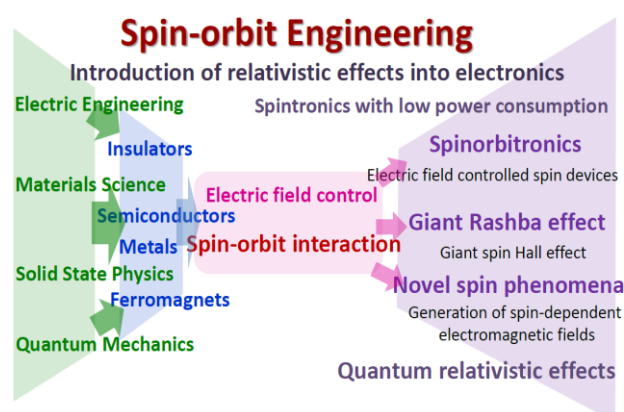 Spin-orbit Engineering
Introduction of relativistic effects into electronics
Electric Engineering
Materials Science
Solid State Physics
Quantum Mechanics
Insulators
Semiconductors
Metals
Ferromagnets
Electric field control
Spin-orbit interaction
Spintronics with low power consumption
Spinorbitronics
Electric field controlled spin devices
Giant Rashba effect
Giant spin Hall effect
Novel spin phenomena
Generation of spin-dependent
electromagnetic fields
Quantum relativistic effects